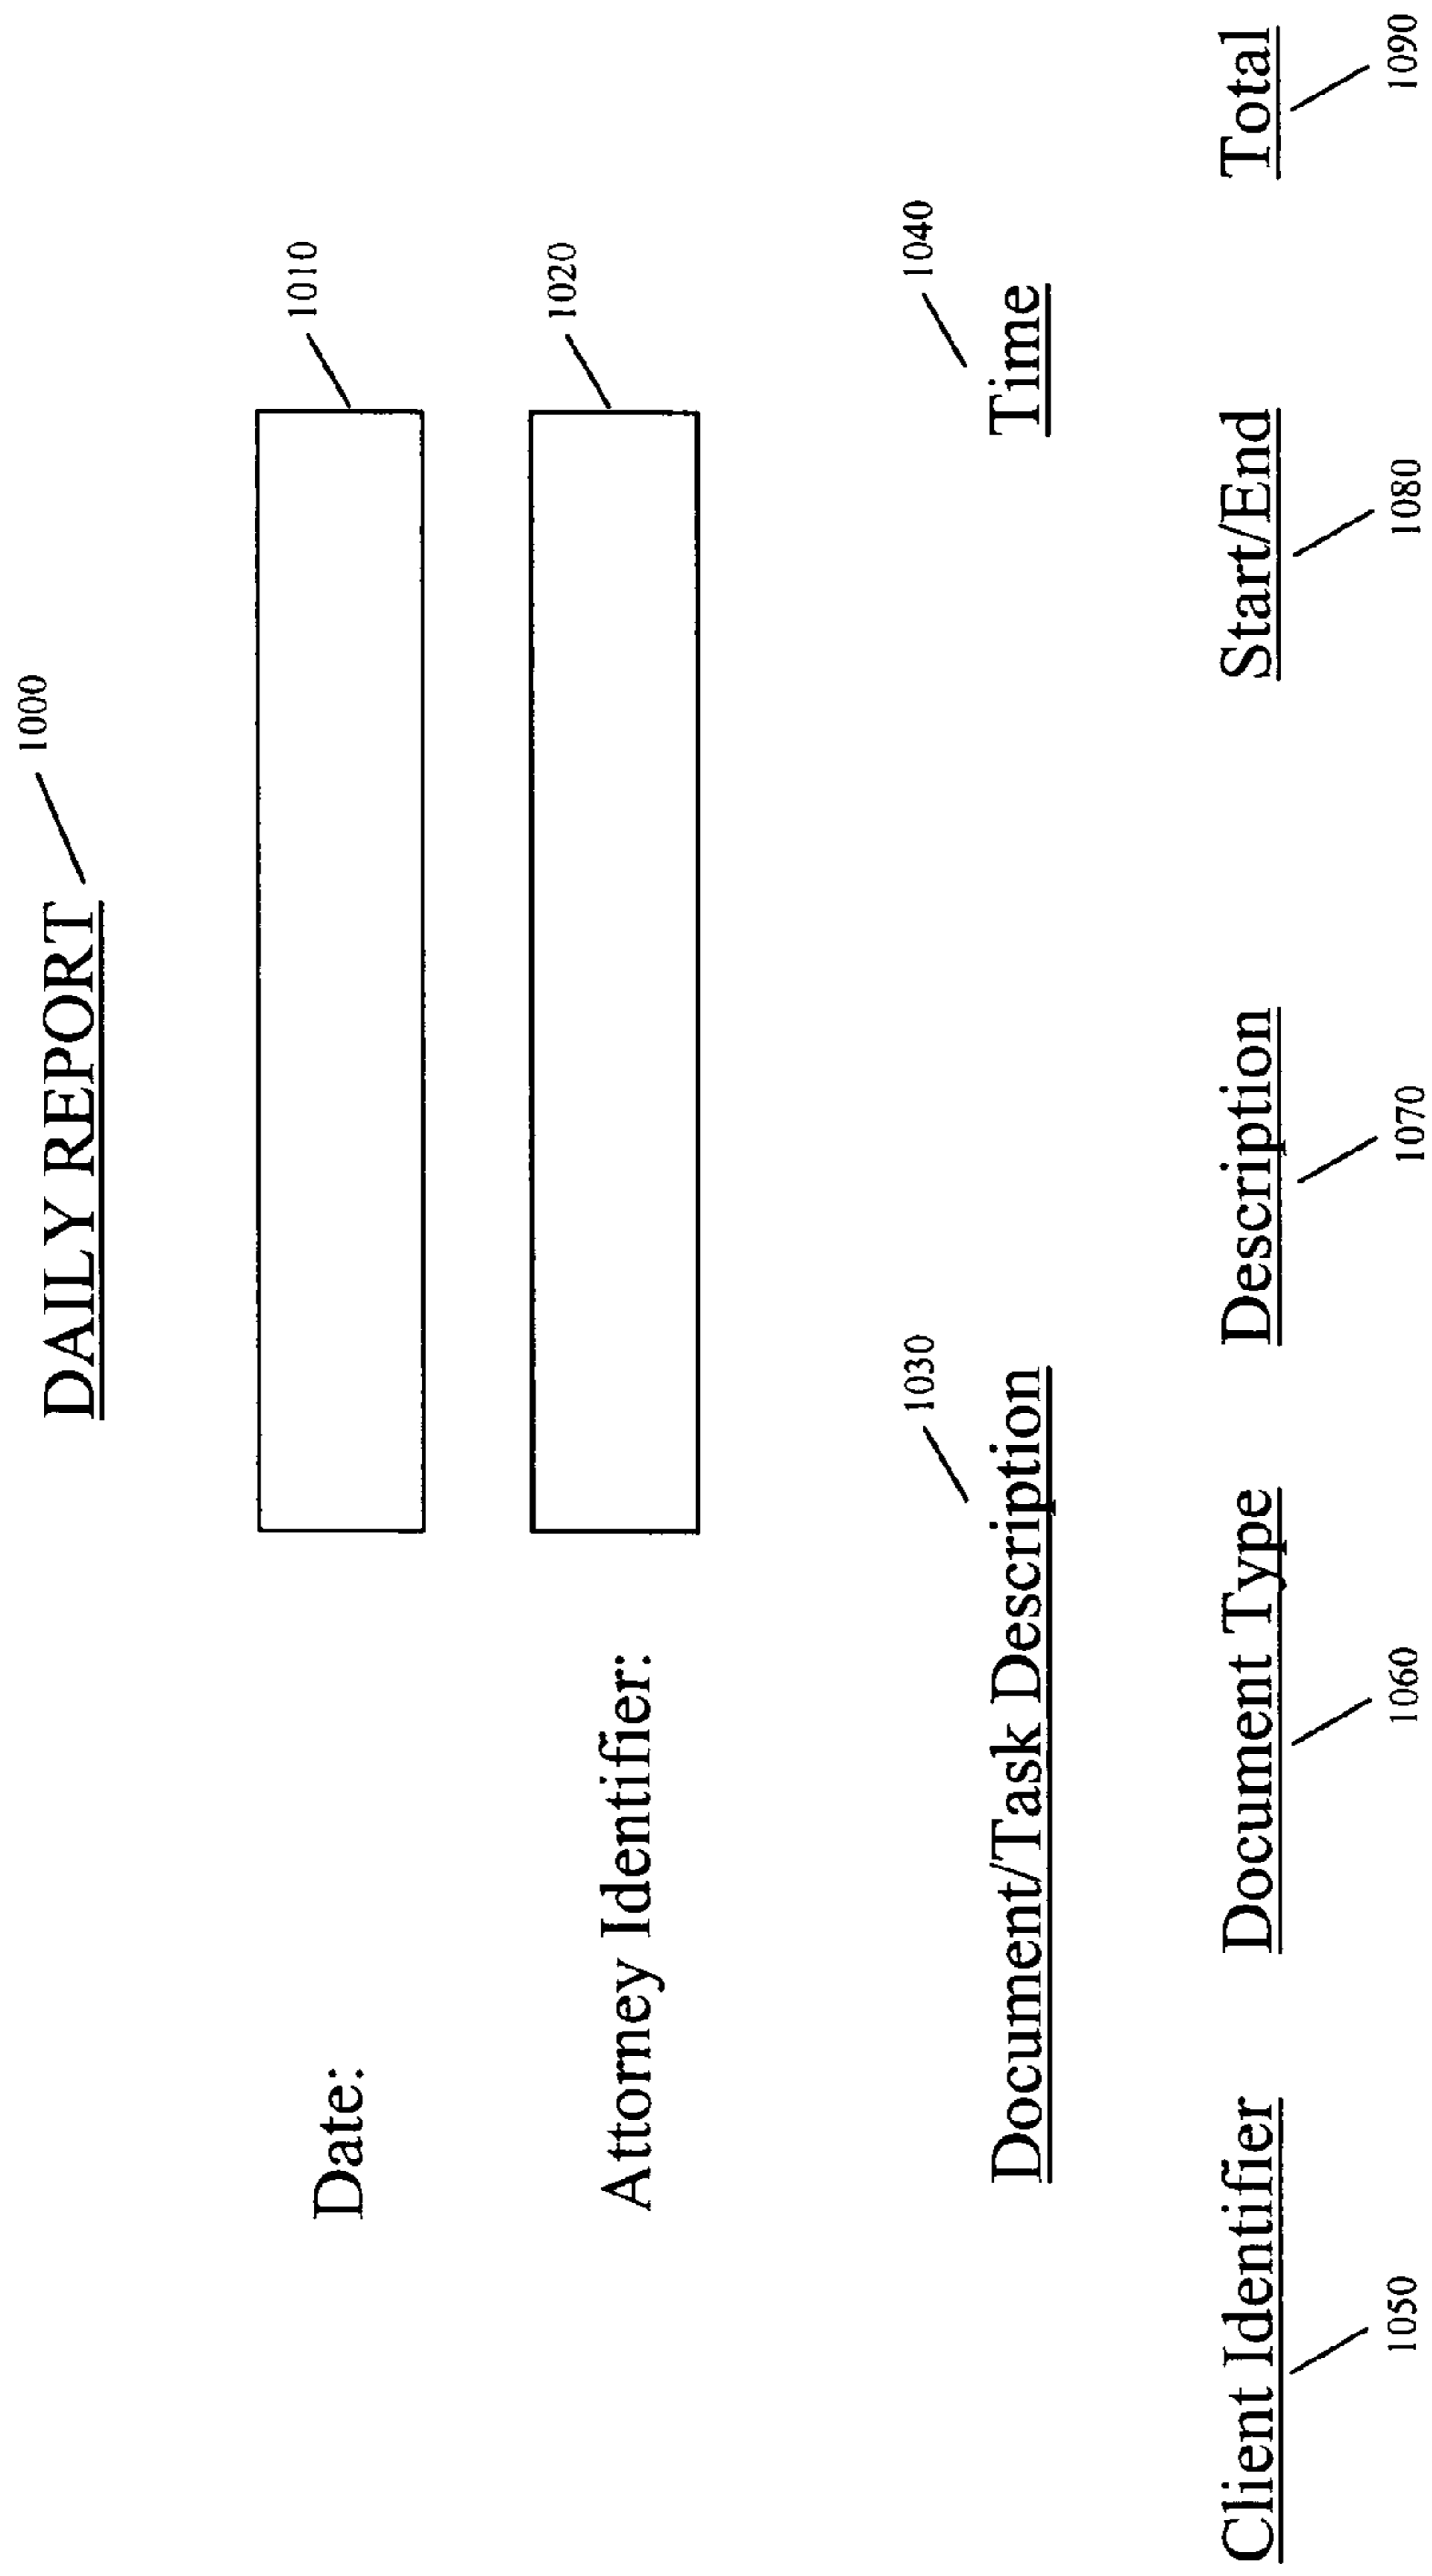 DAILY REPORT 1000
Date: 1010
Attorney Identifier: 1020
1030 1040
Document/Task Description Time
Client Identifier Document Type Description Start/End Total
1050 1060 1070 1080 1090